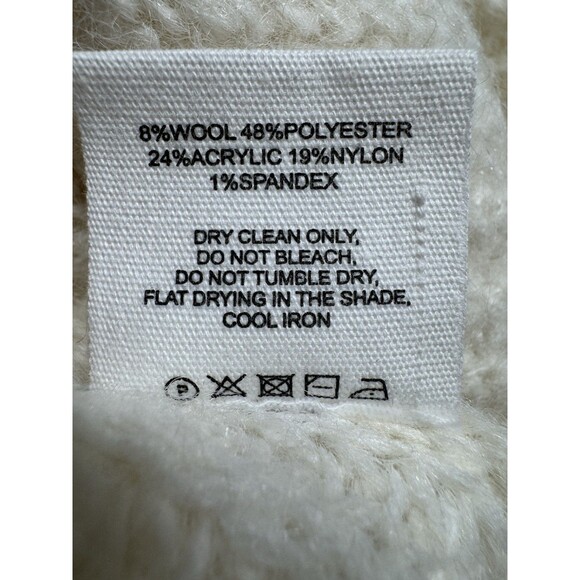 8%WOOL 48%POLYESTER
24%ACRYLIC 19%NYLON
1%SPANDEX
DRY CLEAN ONLY,
DO NOT BLEACH,
DO NOT TUMBLE DRY,
FLAT DRYING IN THE SHADE,
COOL IRON
P